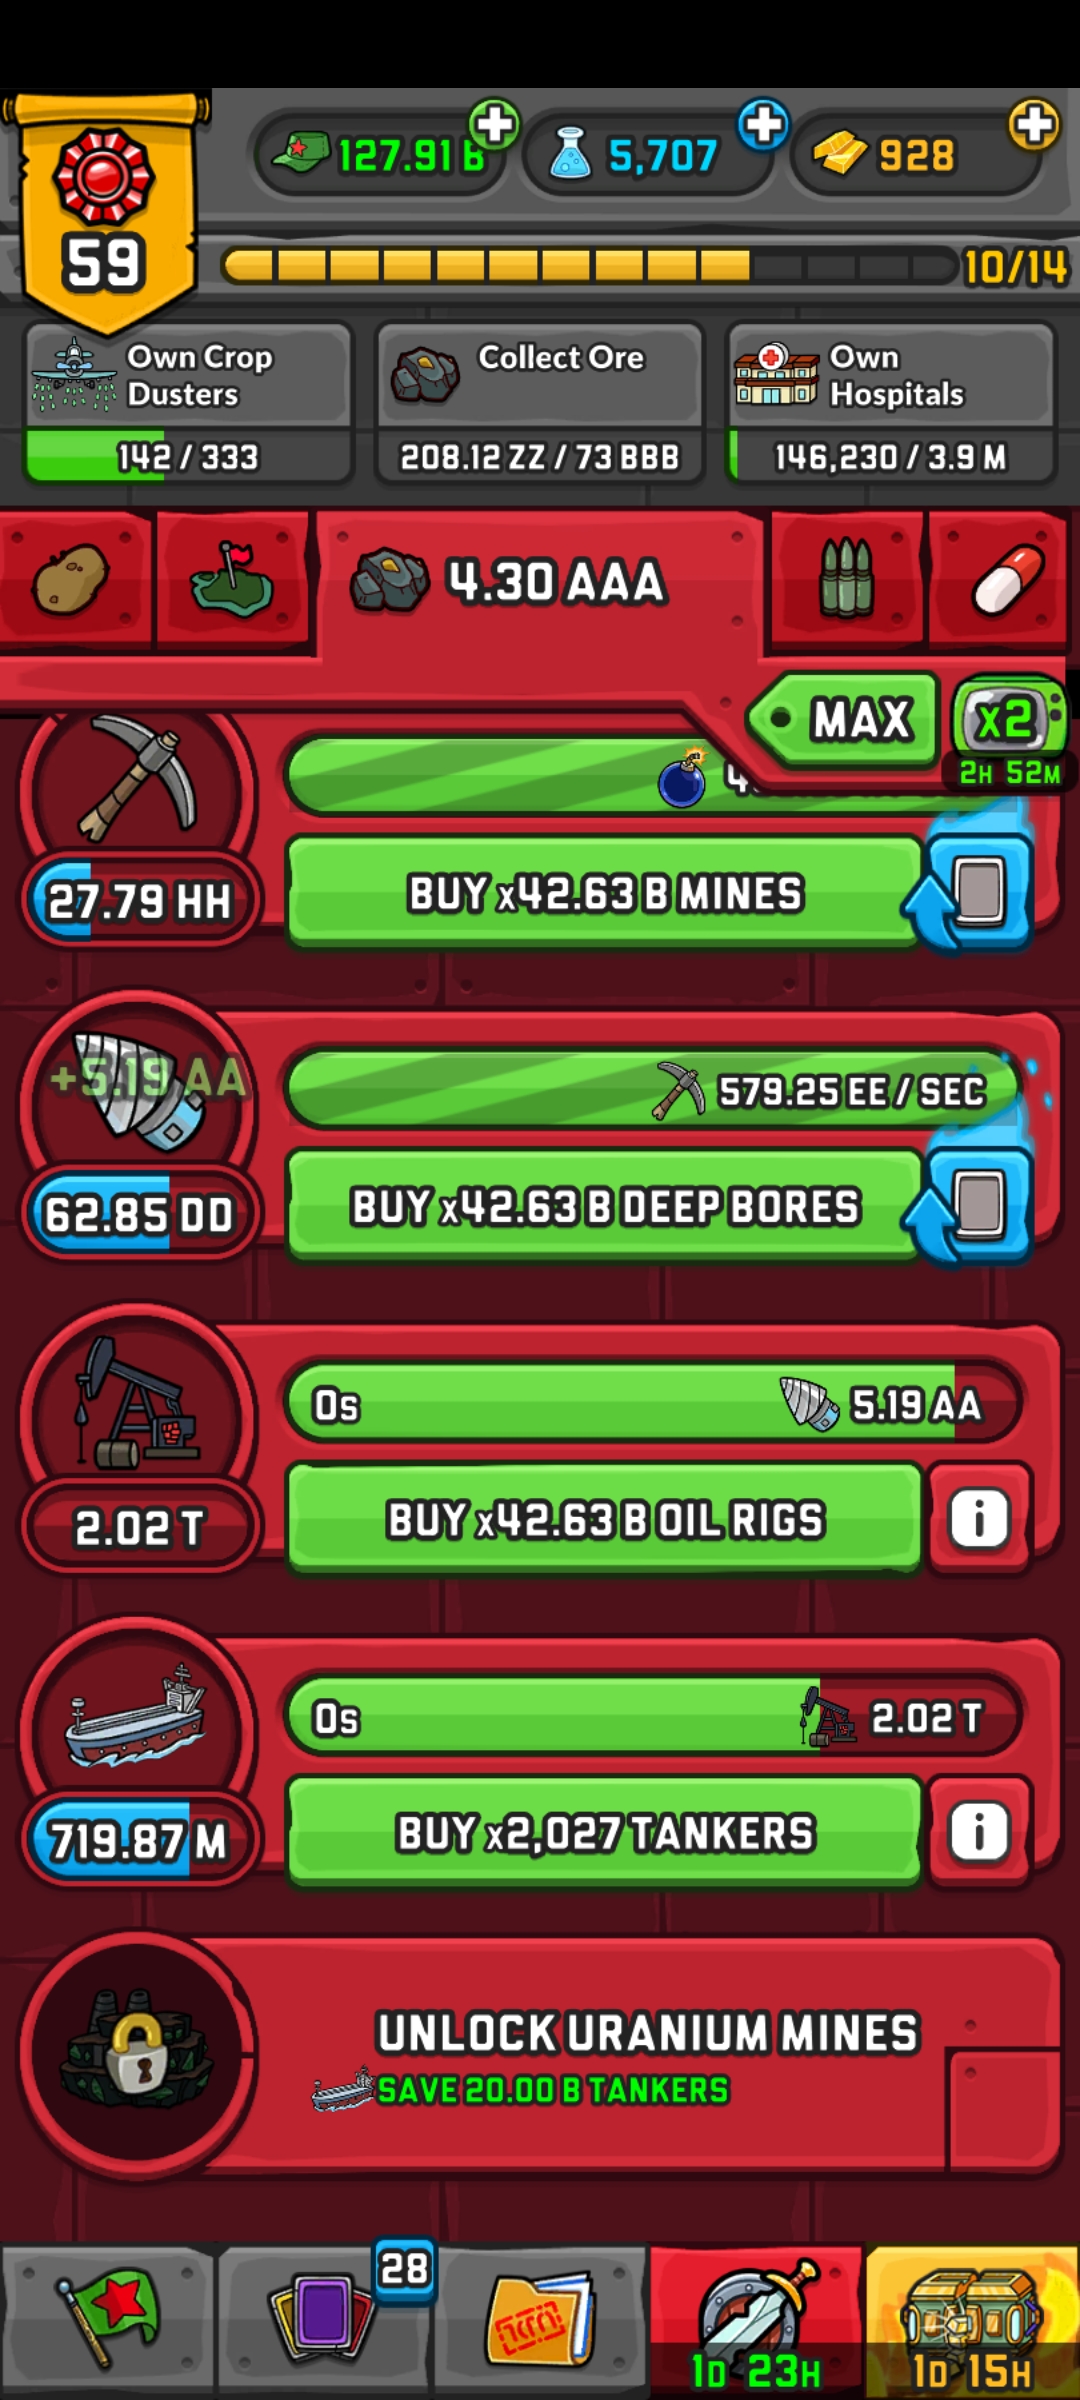 127.91 B
5,707
928
59
10/14
Own Crop
Dusters
142 / 333
Collect Ore
208.12 ZZ / 73 BBB
Own
Hospitals
146,230 / 3.9 M
4.30 AAA
MAX
x2
2H 52M
27.79 HH
BUY x42.63 B MINES
+5.19 AA
579.25 EE / SEC
62.85 DD
BUY x42.63 B DEEP BORES
0s
5.19 AA
2.02 T
BUY x42.63 B OIL RIGS
i
0s
2.02 T
719.87 M
BUY x2,027 TANKERS
i
UNLOCK URANIUM MINES
SAVE 20.00 B TANKERS
28
1D 23H
1D 15H